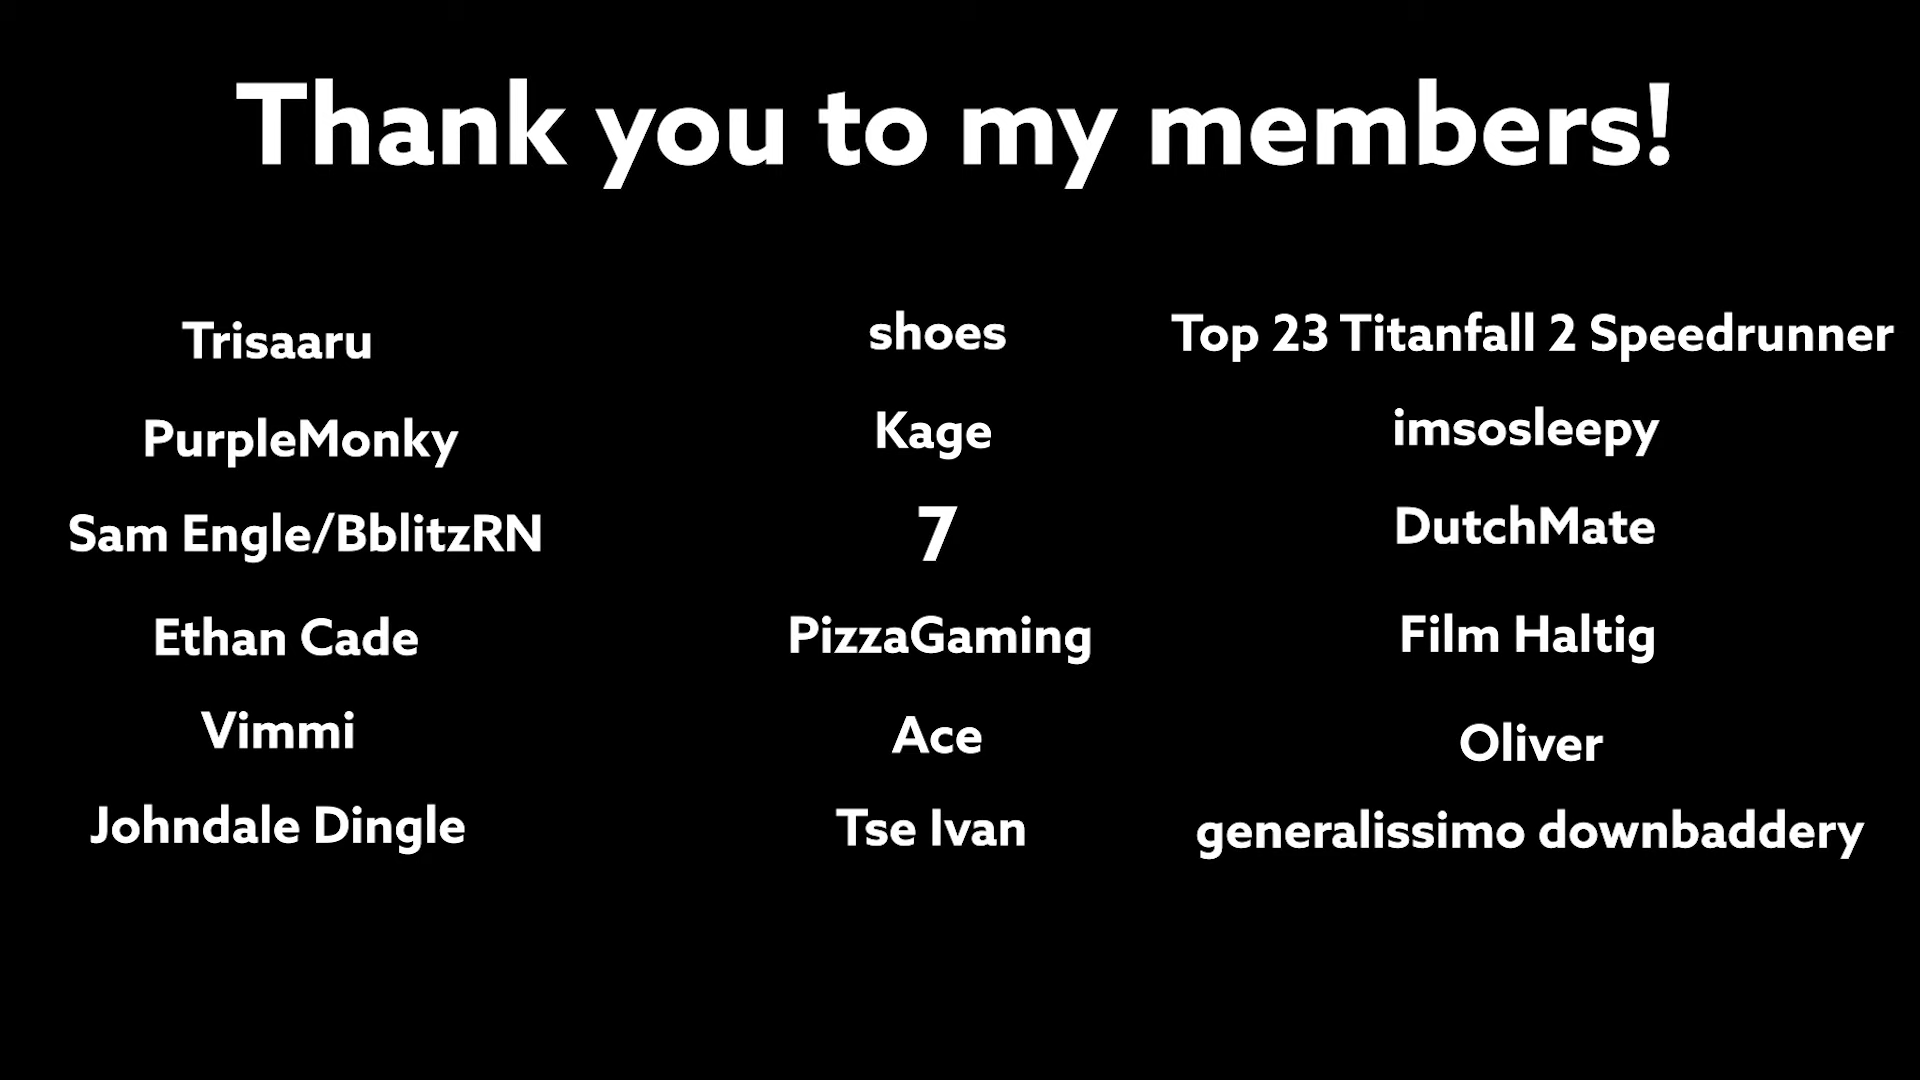 Thank you to my members!
Trisaaru
PurpleMonky
Sam Engle/BblitzRN
Ethan Cade
Vimmi
Johndale Dingle
shoes
Kage
7
PizzaGaming
Ace
Tse Ivan
Top 23 Titanfall 2 Speedrunner
imsosleepy
DutchMate
Film Haltig
Oliver
generalissimo downbaddery